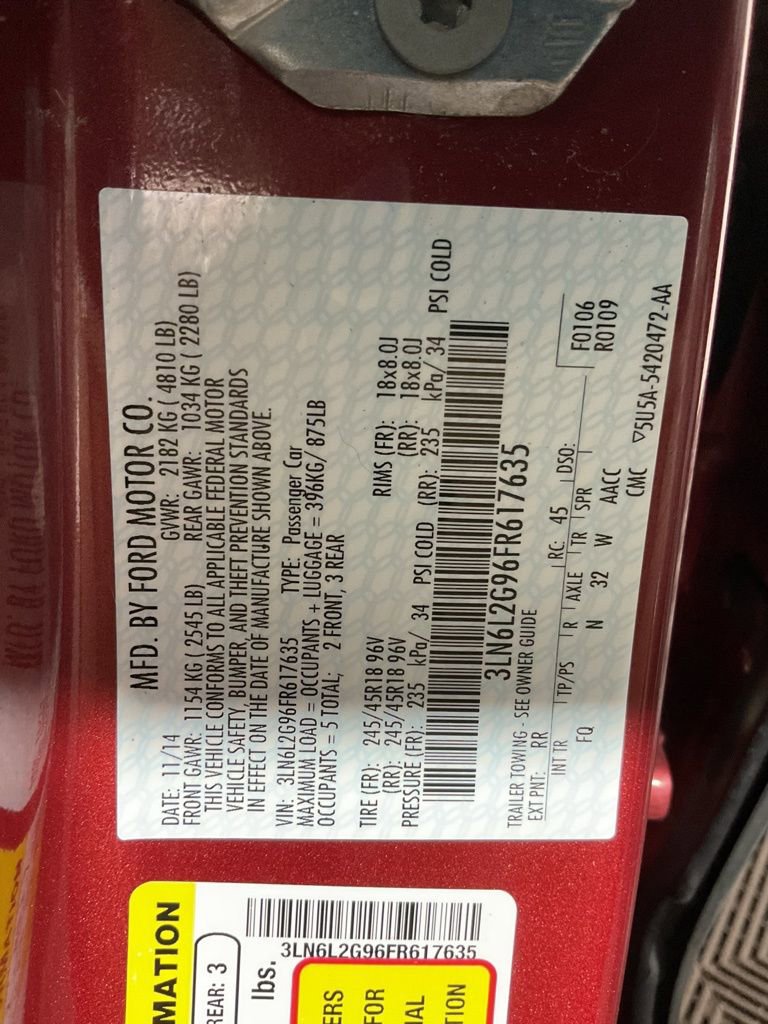 MFD. BY FORD MOTOR CO.
DATE: 11/14 GVWR: 2182 KG ( 4810 LB)
FRONT GAWR: 1154 KG ( 2545 LB) REAR GAWR: 1034 KG ( 2280 LB)
THIS VEHICLE CONFORMS TO ALL APPLICABLE FEDERAL MOTOR
VEHICLE SAFETY, BUMPER, AND THEFT PREVENTION STANDARDS
IN EFFECT ON THE DATE OF MANUFACTURE SHOWN ABOVE.
VIN: 3LN6L2G96FR617635 TYPE: Passenger Car
MAXIMUM LOAD = OCCUPANTS + LUGGAGE = 396KG/ 875LB
OCCUPANTS = 5 TOTAL; 2 FRONT, 3 REAR
TIRE (FR): 245/45R18 96V RIMS (FR): 18x8.0J
(RR): 245/45R18 96V (RR): 18x8.0J
PRESSURE (FR): 235 kPa/ 34 PSI COLD (RR): 235 kPa/ 34 PSI COLD
3LN6L2G96FR617635
TRAILER TOWING - SEE OWNER GUIDE
EXT PNT: RR RC: 45 DSO: F0106
R0109
INT TR TP/PS R AXLE TR SPR
FQ N 32 W AACC
CMC ▽5U5A-5420472-AA
MATION
REAR: 3
lbs.
3LN6L2G96FR617635
ERS
FOR
IAL
TION